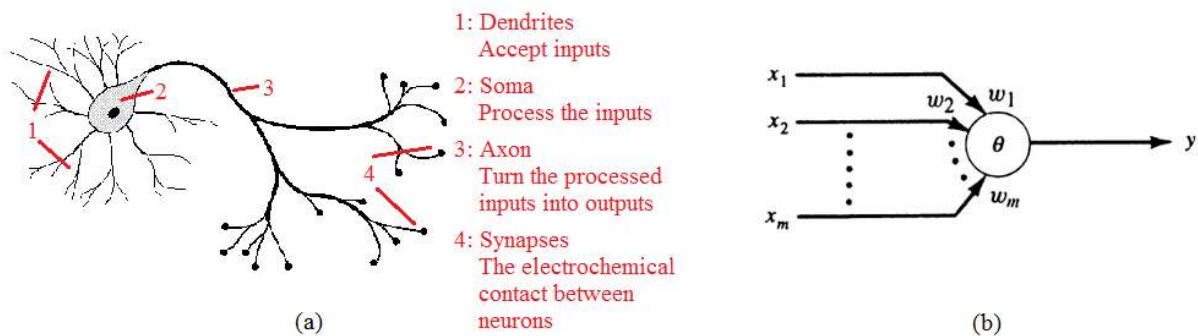 1: Dendrites
Accept inputs
2: Soma
Process the inputs
3: Axon
Turn the processed
inputs into outputs
4: Synapses
The electrochemical
contact between
neurons
1
2
3
4
(a)
x1
x2
xm
w1
w2
wm
θ
y
(b)